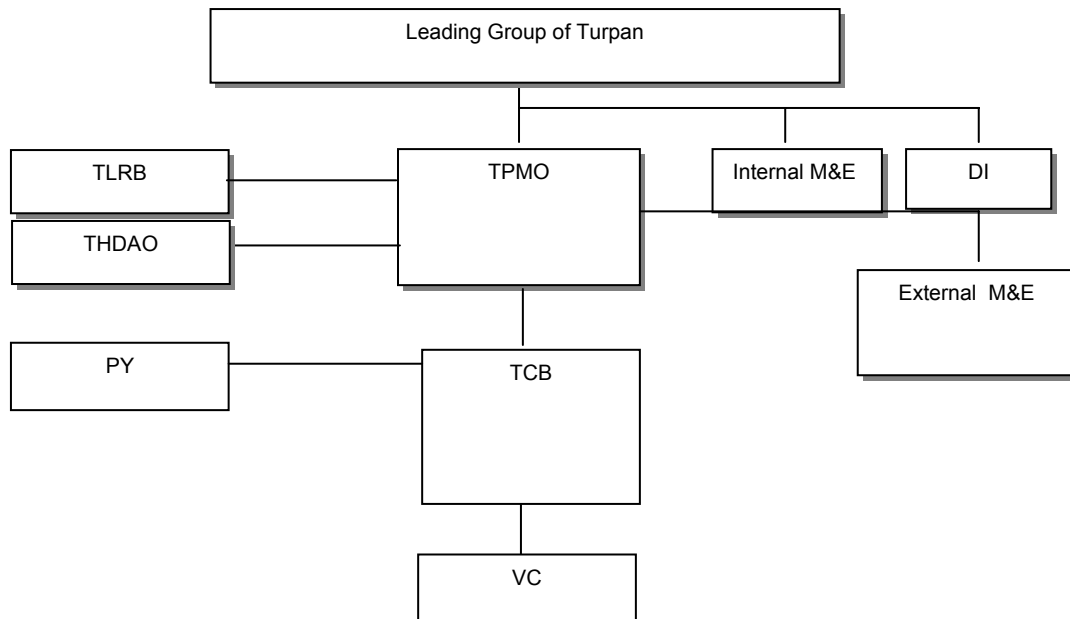 Leading Group of Turpan
TLRB
TPMO
Internal M&E
DI
THDAO
External M&E
PY
TCB
VC